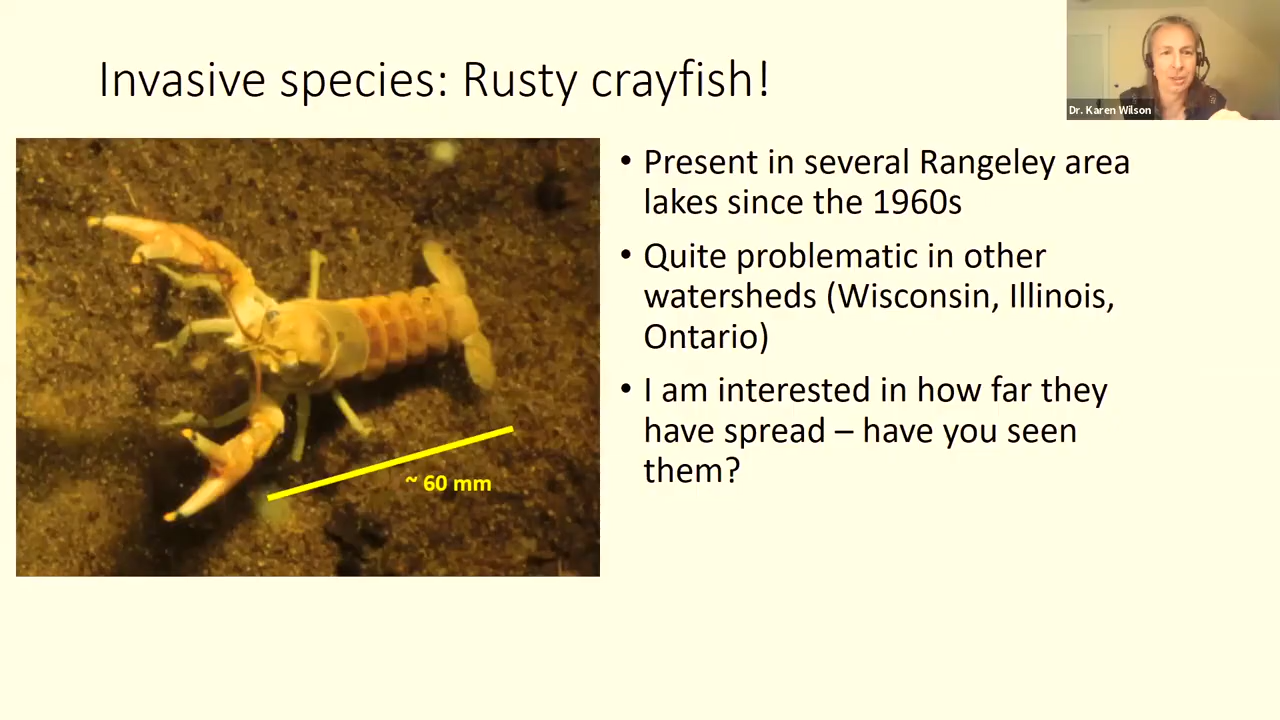 Invasive species: Rusty crayfish!
Dr. Karen Wilson
• Present in several Rangeley area
lakes since the 1960s
• Quite problematic in other
watersheds (Wisconsin, Illinois,
Ontario)
• I am interested in how far they
have spread – have you seen
them?
~ 60 mm